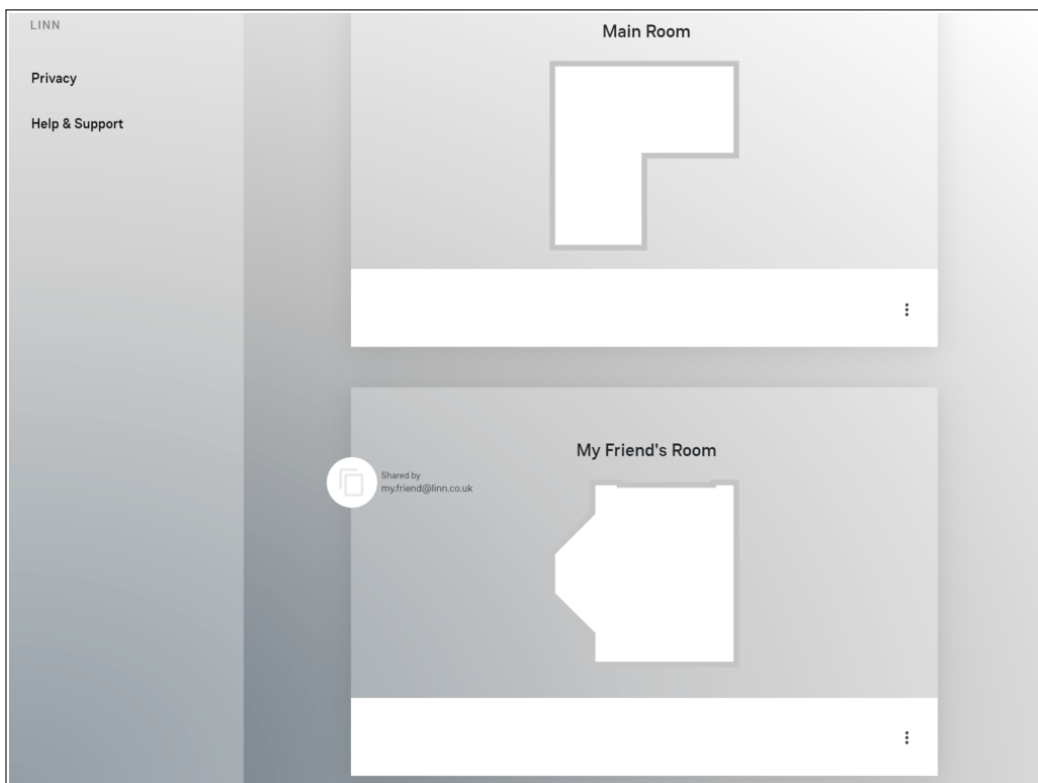 LINN
Privacy
Help & Support
Main Room
My Friend's Room
Shared by
my.friend@linn.co.uk